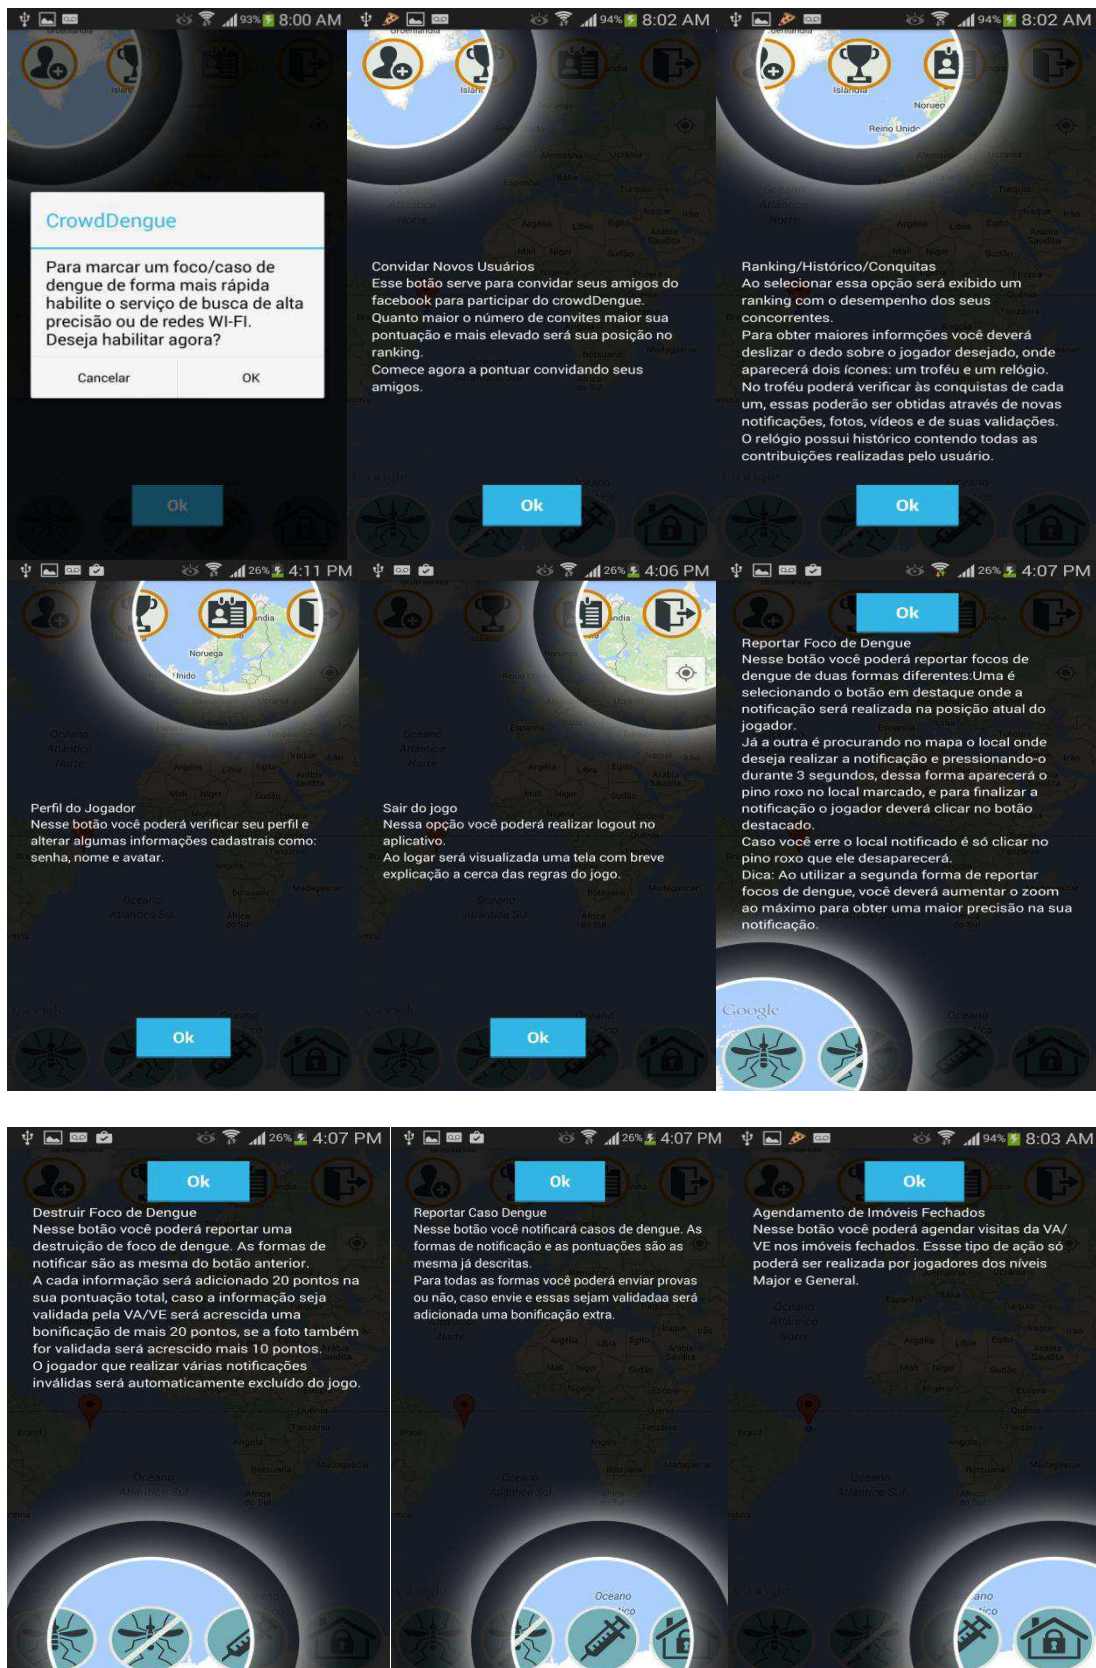 93% 8:00 AM
Islân
CrowdDengue
Para marcar um foco/caso de
dengue de forma mais rápida
habilite o serviço de busca de alta
precisão ou de redes WI-FI.
Deseja habilitar agora?
Cancelar
OK
Ok
94% 8:02 AM
Islân
Convidar Novos Usuários
Esse botão serve para convidar seus amigos do
facebook para participar do crowdDengue.
Quanto maior o número de convites maior sua
pontuação e mais elevado será sua posição no
ranking.
Comece agora a pontuar convidando seus
amigos.
Ok
94% 8:02 AM
Islândia
Norueg
Reino Unido
Ranking/Histórico/Conquitas
Ao selecionar essa opção será exibido um
ranking com o desempenho dos seus
concorrentes.
Para obter maiores informções você deverá
deslizar o dedo sobre o jogador desejado, onde
aparecerá dois ícones: um troféu e um relógio.
No troféu poderá verificar às conquistas de cada
um, essas poderão ser obtidas através de novas
notificações, fotos, vídeos e de suas validações.
O relógio possui histórico contendo todas as
contribuições realizadas pelo usuário.
Ok
26% 4:11 PM
ândia
Noruega
Unido
Perfil do Jogador
Nesse botão você poderá verificar seu perfil e
alterar algumas informações cadastrais como:
senha, nome e avatar.
Ok
26% 4:06 PM
ândia
Noruega
Sair do jogo
Nessa opção você poderá realizar logout no
aplicativo.
Ao logar será visualizada uma tela com breve
explicação a cerca das regras do jogo.
Ok
26% 4:07 PM
Ok
Reportar Foco de Dengue
Nesse botão você poderá reportar focos de
dengue de duas formas diferentes:Uma é
selecionando o botão em destaque onde a
notificação será realizada na posição atual do
jogador.
Já a outra é procurando no mapa o local onde
deseja realizar a notificação e pressionando-o
durante 3 segundos, dessa forma aparecerá o
pino roxo no local marcado, e para finalizar a
notificação o jogador deverá clicar no botão
destacado.
Caso você erre o local notificado é só clicar no
pino roxo que ele desaparecerá.
Dica: Ao utilizar a segunda forma de reportar
focos de dengue, você deverá aumentar o zoom
ao máximo para obter uma maior precisão na sua
notificação.
Google
26% 4:07 PM
Ok
Destruir Foco de Dengue
Nesse botão você poderá reportar uma
destruição de foco de dengue. As formas de
notificar são as mesma do botão anterior.
A cada informação será adicionado 20 pontos na
sua pontuação total, caso a informação seja
validada pela VA/VE será acrescida uma
bonificação de mais 20 pontos, se a foto também
for validada será acrescido mais 10 pontos.
O jogador que realizar várias notificações
inválidas será automaticamente excluído do jogo.
26% 4:07 PM
Ok
Reportar Caso Dengue
Nesse botão você notificará casos de dengue. As
formas de notificação e as pontuações são as
mesma já descritas.
Para todas as formas você poderá enviar provas
ou não, caso envie e essas sejam validadaa será
adicionada uma bonificação extra.
Oceano
94% 8:03 AM
Ok
Agendamento de Imóveis Fechados
Nesse botão você poderá agendar visitas da VA/
VE nos imóveis fechados. Essse tipo de ação só
poderá ser realizada por jogadores dos níveis
Major e General.